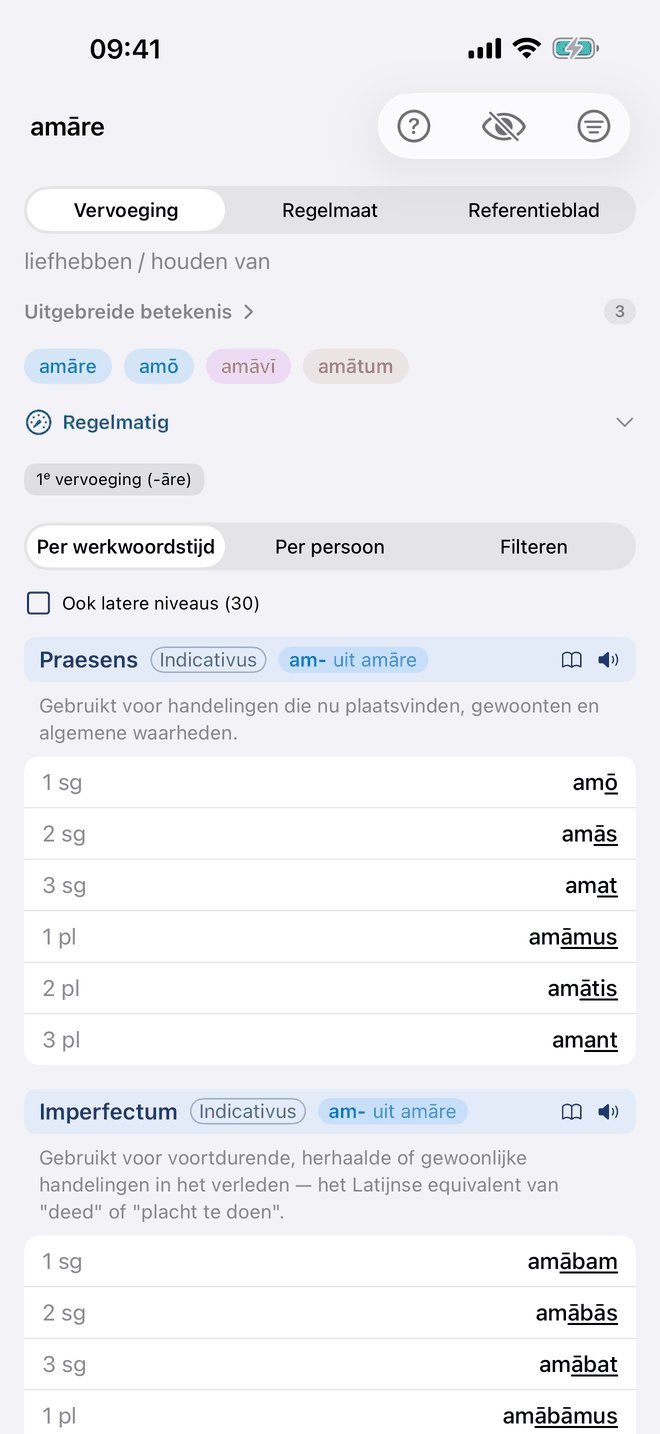 09:41
amāre
Vervoeging Regelmaat Referentieblad
liefhebben / houden van
Uitgebreide betekenis 3
amāre amō amāvī amātum
Regelmatig
1ᵉ vervoeging (-āre)
Per werkwoordstijd Per persoon Filteren
Ook latere niveaus (30)
Praesens Indicativus am- uit amāre
Gebruikt voor handelingen die nu plaatsvinden, gewoonten en
algemene waarheden.
1 sg amō
2 sg amās
3 sg amat
1 pl amāmus
2 pl amātis
3 pl amant
Imperfectum Indicativus am- uit amāre
Gebruikt voor voortdurende, herhaalde of gewoonlijke
handelingen in het verleden — het Latijnse equivalent van
"deed" of "placht te doen".
1 sg amābam
2 sg amābās
3 sg amābat
1 pl amābāmus